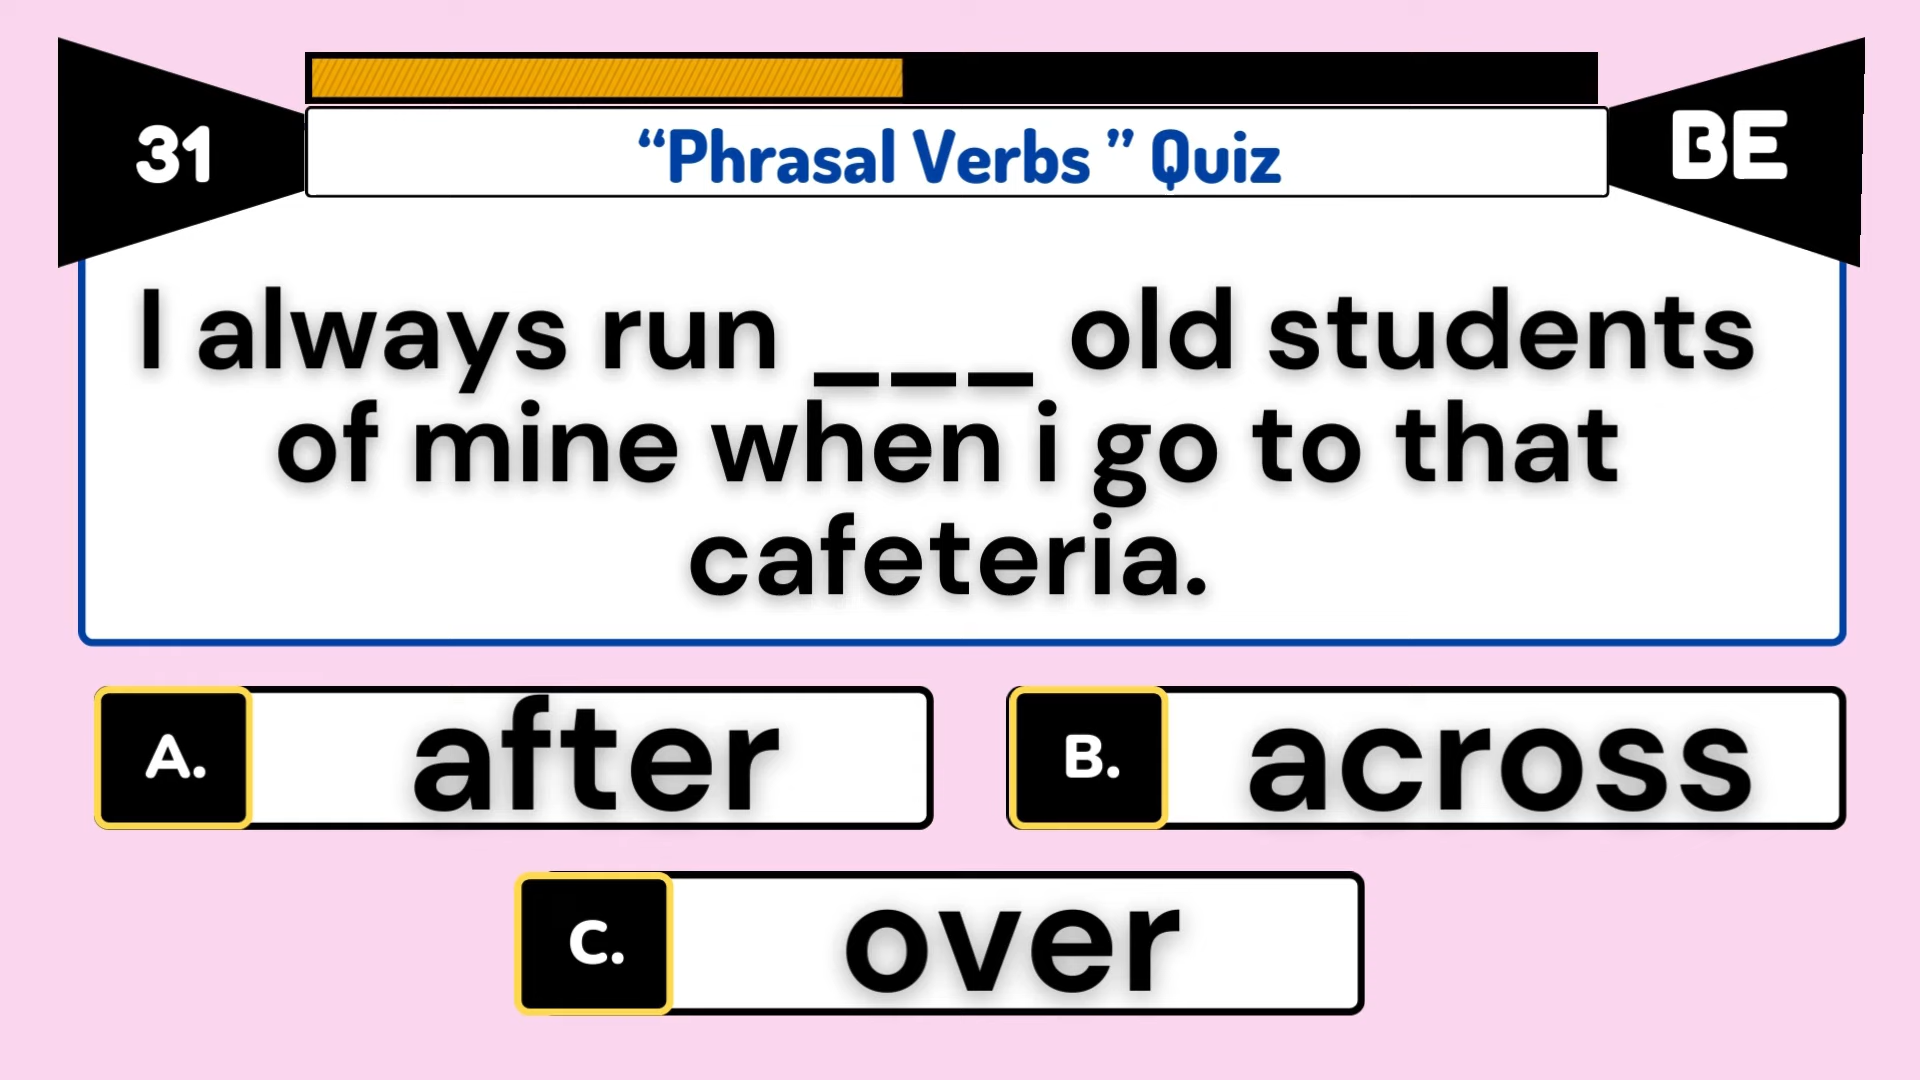 31
“Phrasal Verbs ” Quiz
BE
I always run ___ old students
of mine when i go to that
cafeteria.
A. after
B. across
C. over